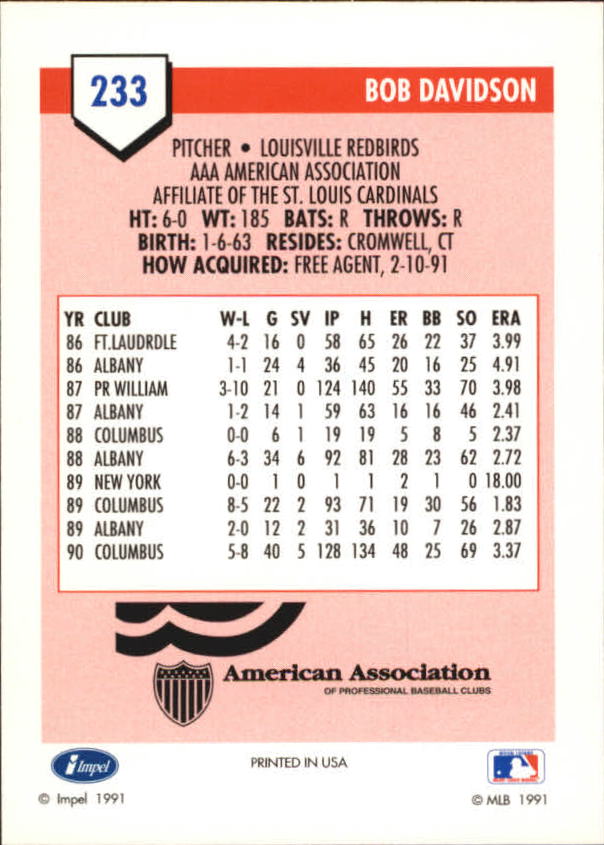 233
BOB DAVIDSON
PITCHER • LOUISVILLE REDBIRDS
AAA AMERICAN ASSOCIATION
AFFILIATE OF THE ST. LOUIS CARDINALS
HT: 6-0 WT: 185 BATS: R THROWS: R
BIRTH: 1-6-63 RESIDES: CROMWELL, CT
HOW ACQUIRED: FREE AGENT, 2-10-91
YR CLUB W-L G SV IP H ER BB SO ERA
86 FT.LAUDRDLE 4-2 16 0 58 65 26 22 37 3.99
86 ALBANY 1-1 24 4 36 45 20 16 25 4.91
87 PR WILLIAM 3-10 21 0 124 140 55 33 70 3.98
87 ALBANY 1-2 14 1 59 63 16 16 46 2.41
88 COLUMBUS 0-0 6 1 19 19 5 8 5 2.37
88 ALBANY 6-3 34 6 92 81 28 23 62 2.72
89 NEW YORK 0-0 1 0 1 1 2 1 0 18.00
89 COLUMBUS 8-5 22 2 93 71 19 30 56 1.83
89 ALBANY 2-0 12 2 31 36 10 7 26 2.87
90 COLUMBUS 5-8 40 5 128 134 48 25 69 3.37
American Association
OF PROFESSIONAL BASEBALL CLUBS
Impel
PRINTED IN USA
© Impel 1991
© MLB 1991